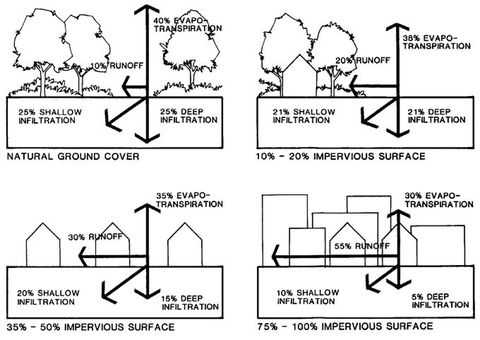 40% EVAPO-
TRANSPIRATION
10% RUNOFF
25% SHALLOW
INFILTRATION
25% DEEP
INFILTRATION
NATURAL GROUND COVER
38% EVAPO-
TRANSPIRATION
20% RUNOFF
21% SHALLOW
INFILTRATION
21% DEEP
INFILTRATION
10% - 20% IMPERVIOUS SURFACE
35% EVAPO-
TRANSPIRATION
30% RUNOFF
20% SHALLOW
INFILTRATION
15% DEEP
INFILTRATION
35% - 50% IMPERVIOUS SURFACE
30% EVAPO-
TRANSPIRATION
55% RUNOFF
10% SHALLOW
INFILTRATION
5% DEEP
INFILTRATION
75% - 100% IMPERVIOUS SURFACE